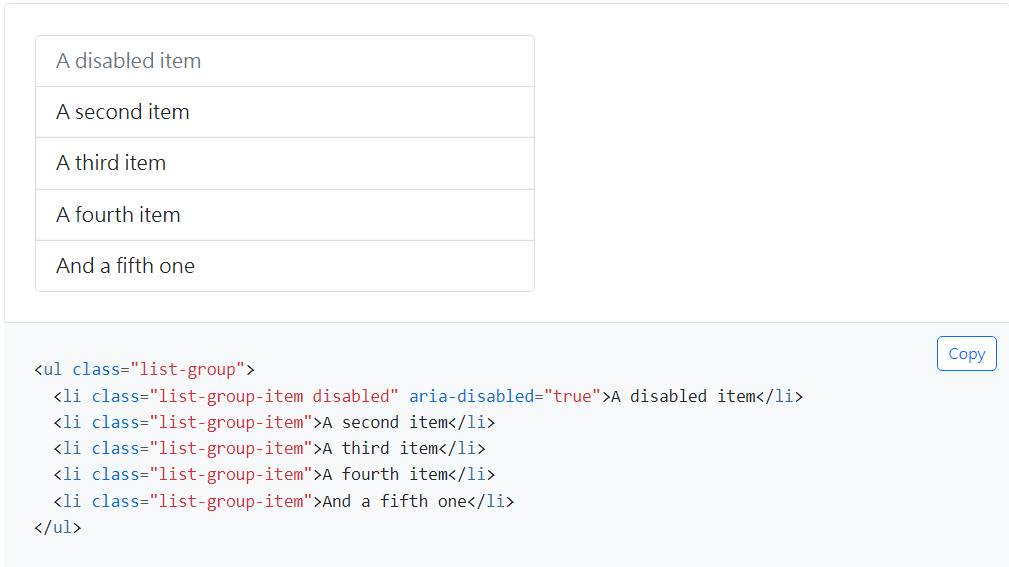 A disabled item
A second item
A third item
A fourth item
And a fifth one
Copy
<ul class="list-group">
  <li class="list-group-item disabled" aria-disabled="true">A disabled item</li>
  <li class="list-group-item">A second item</li>
  <li class="list-group-item">A third item</li>
  <li class="list-group-item">A fourth item</li>
  <li class="list-group-item">And a fifth one</li>
</ul>